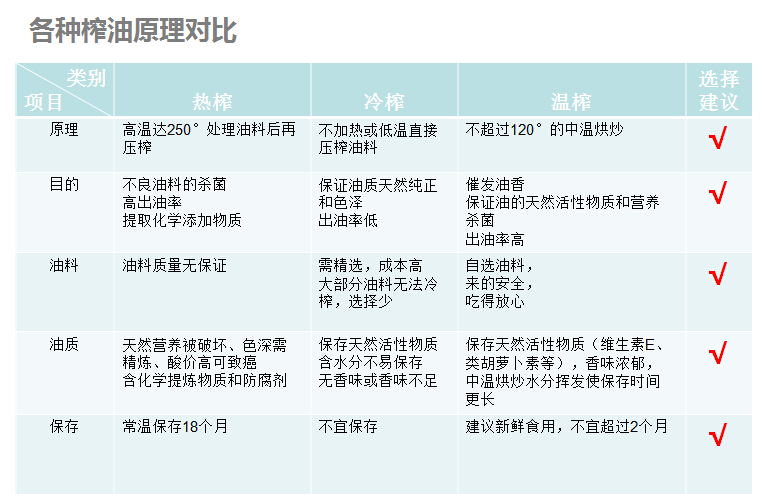 各种榨油原理对比
类别
项目
热榨
冷榨
温榨
选择
建议
原理
高温达250°处理油料后再
压榨
不加热或低温直接
压榨油料
不超过120°的中温烘炒
√
目的
不良油料的杀菌
高出油率
提取化学添加物质
保证油质天然纯正
和色泽
出油率低
催发油香
保证油的天然活性物质和营养
杀菌
出油率高
√
油料
油料质量无保证
需精选，成本高
大部分油料无法冷
榨，选择少
自选油料，
来的安全，
吃得放心
√
油质
天然营养被破坏、色深需
精炼、酸价高可致癌
含化学提炼物质和防腐剂
保存天然活性物质
含水分不易保存
无香味或香味不足
保存天然活性物质（维生素E、
类胡萝卜素等），香味浓郁，
中温烘炒水分挥发使保存时间
更长
√
保存
常温保存18个月
不宜保存
建议新鲜食用，不宜超过2个月
√